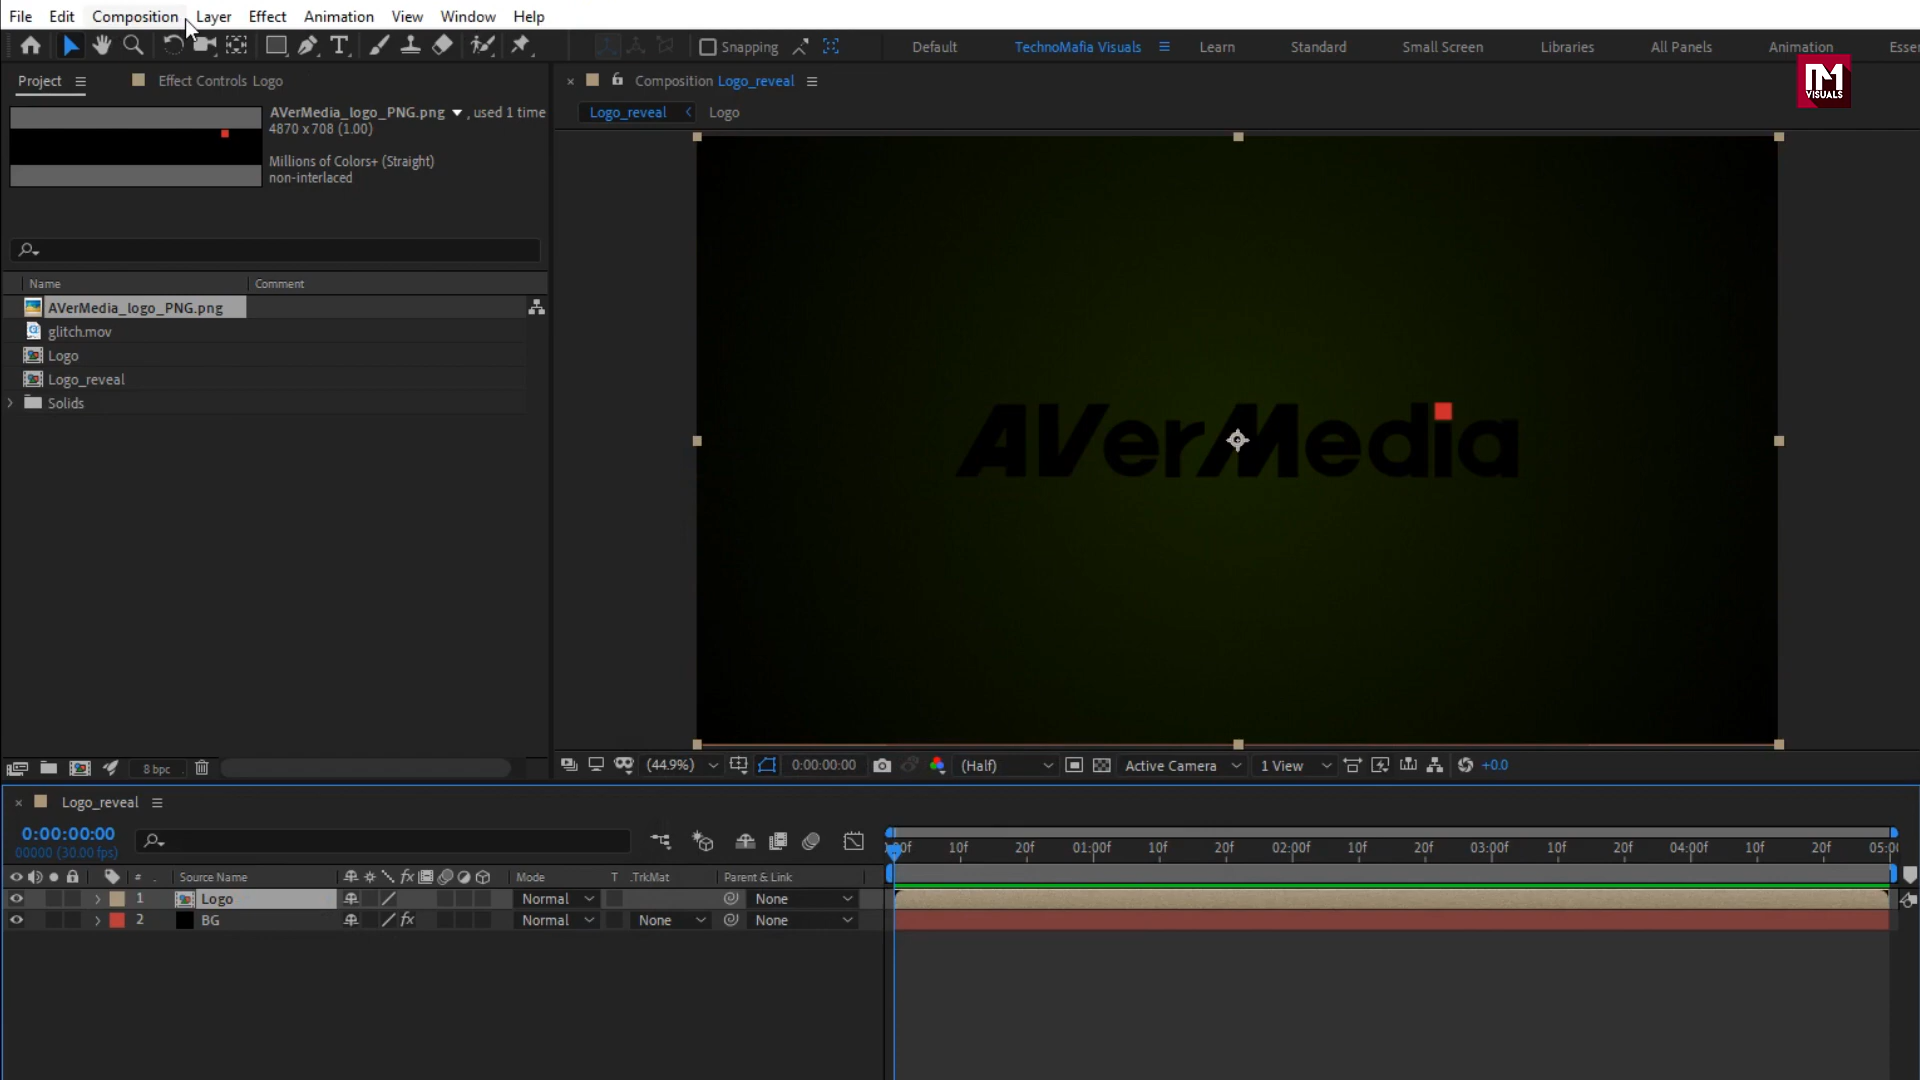 File Edit Composition Layer Effect Animation View Window Help
Snapping Default TechnoMafia Visuals Learn Standard Small Screen Libraries All Panels Animation Esse
VISUALS
Project Effect Controls Logo
AVerMedia_logo_PNG.png , used 1 time
4870 x 708 (1.00)
Millions of Colors+ (Straight)
non-interlaced
Name Comment
AVerMedia_logo_PNG.png
glitch.mov
Logo
Logo_reveal
Solids
8 bpc
Composition Logo_reveal
Logo_reveal Logo
AVerMedia
(44.9%) 0:00:00:00 (Half) Active Camera 1 View +0.0
Logo_reveal
0:00:00:00
00000 (30.00 fps)
00f 10f 20f 01:00f 10f 20f 02:00f 10f 20f 03:00f 10f 20f 04:00f 10f 20f 05:00
# Source Name Mode T .TrkMat Parent & Link
1 Logo Normal None
2 BG Normal None None